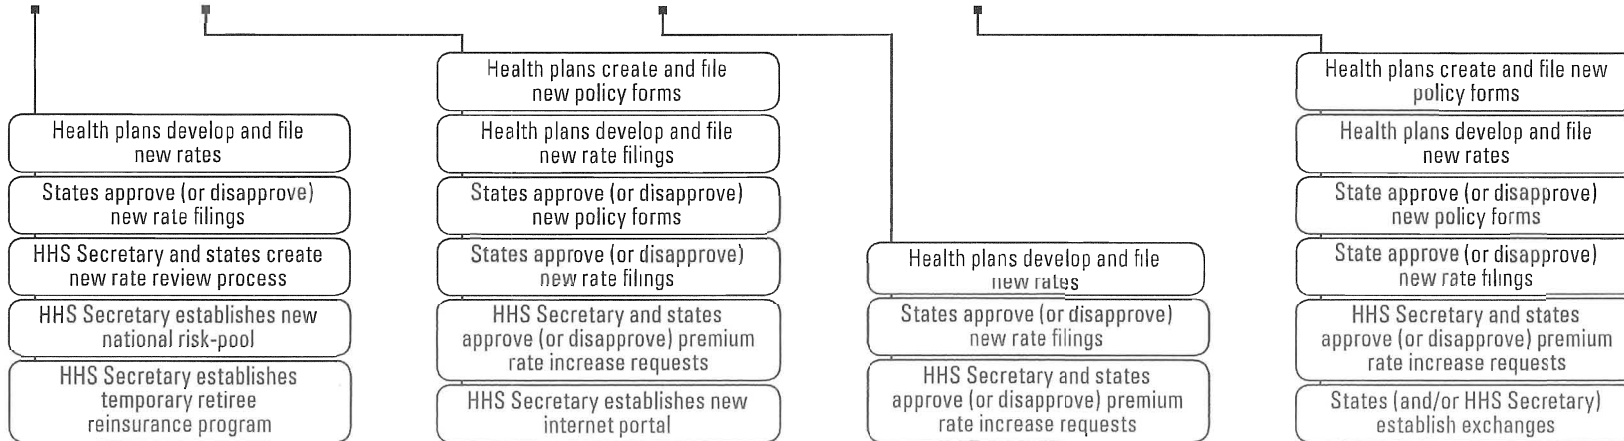 Health plans develop and file
new rates
States approve (or disapprove)
new rate filings
HHS Secretary and states create
new rate review process
HHS Secretary establishes new
national risk-pool
HHS Secretary establishes
temporary retiree
reinsurance program
Health plans create and file
new policy forms
Health plans develop and file
new rate filings
States approve (or disapprove)
new policy forms
States approve (or disapprove)
new rate filings
HHS Secretary and states
approve (or disapprove) premium
rate increase requests
HHS Secretary establishes new
internet portal
Health plans develop and file
new rates
States approve (or disapprove)
new rate filings
HHS Secretary and states
approve (or disapprove) premium
rate increase requests
Health plans create and file new
policy forms
Health plans develop and file
new rates
State approve (or disapprove)
new policy forms
State approve (or disapprove)
new rate filings
HHS Secretary and states
approve (or disapprove) premium
rate increase requests
States (and/or HHS Secretary)
establish exchanges